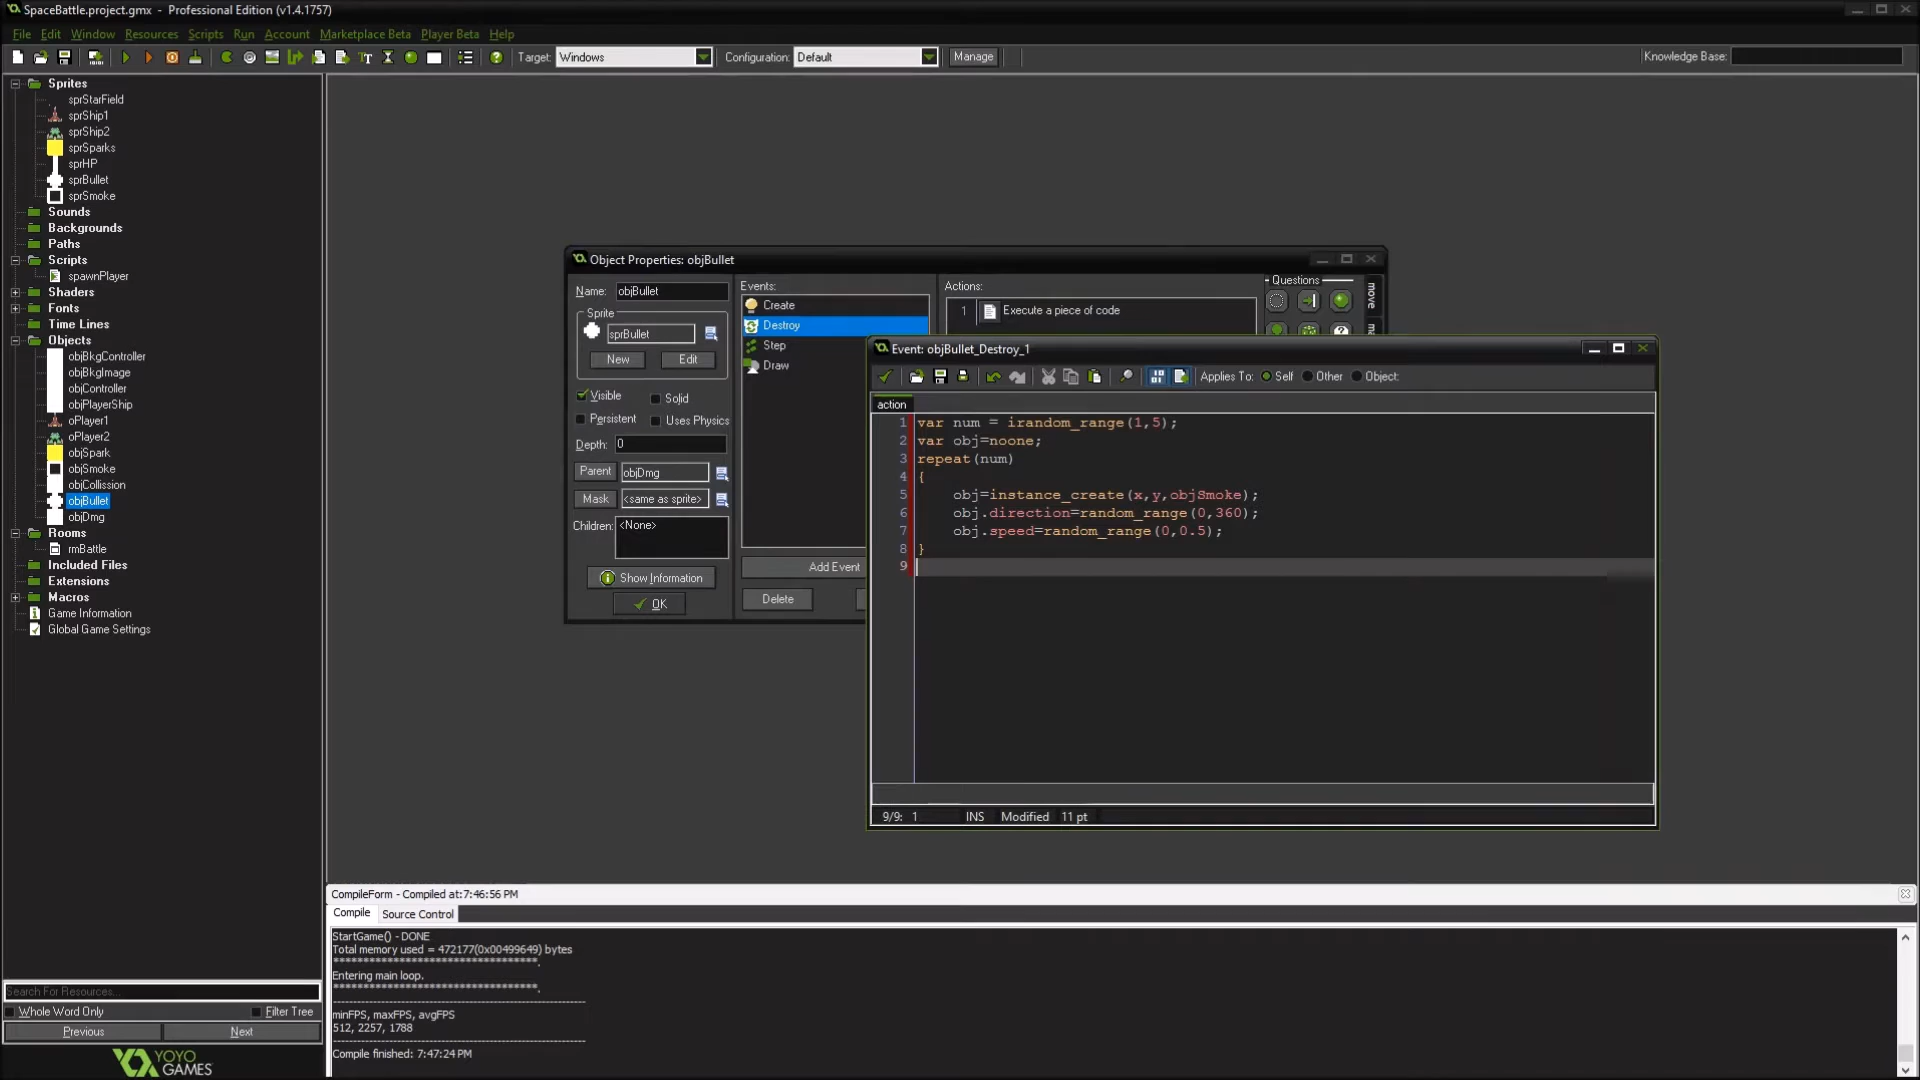 SpaceBattle.project.gmx - Professional Edition (v1.4.1757)
File Edit Window Resources Scripts Run Account Marketplace Beta Player Beta Help
Target: Windows Configuration: Default Manage Knowledge Base:
Sprites
sprStarField
sprShip1
sprShip2
sprSparks
sprHP
sprBullet
sprSmoke
Sounds
Backgrounds
Paths
Scripts
spawnPlayer
Shaders
Fonts
Time Lines
Objects
objBkgController
objBkgImage
objController
objPlayerShip
oPlayer1
oPlayer2
objSpark
objSmoke
objCollission
objBullet
objDmg
Rooms
rmBattle
Included Files
Extensions
Macros
Game Information
Global Game Settings
Search For Resources...
Whole Word Only Filter Tree
Previous Next
YOYO
GAMES
Object Properties: objBullet
Name: objBullet
Sprite
sprBullet
New Edit
Visible Solid
Persistent Uses Physics
Depth: 0
Parent objDmg
Mask <same as sprite>
Children: <None>
Show Information
OK
Events:
Create
Destroy
Step
Draw
Add Event
Delete
Actions:
1 Execute a piece of code
Questions
move
Event: objBullet_Destroy_1
Applies To: Self Other Object:
action
1 var num = irandom_range(1,5);
2 var obj=noone;
3 repeat(num)
4 {
5 obj=instance_create(x,y,objSmoke);
6 obj.direction=random_range(0,360);
7 obj.speed=random_range(0,0.5);
8 }
9
9/9: 1 INS Modified 11 pt
CompileForm - Compiled at:7:46:56 PM
Compile Source Control
StartGame() - DONE
Total memory used = 472177(0x00499649) bytes
**********************************.
Entering main loop.
**********************************.
minFPS, maxFPS, avgFPS
512, 2257, 1788
Compile finished: 7:47:24 PM